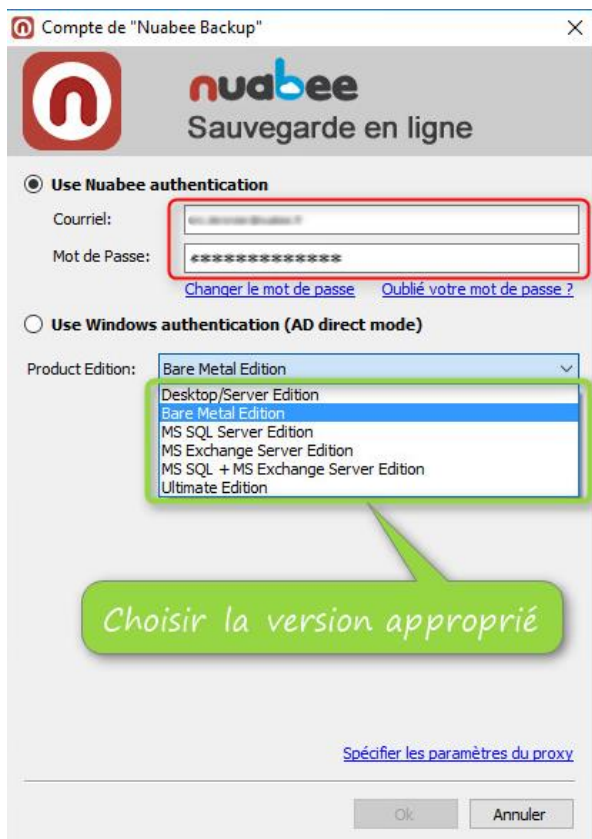 Compte de "Nuabee Backup"
nuabee
Sauvegarde en ligne
Use Nuabee authentication
Courriel:
Mot de Passe: *************
Changer le mot de passe Oublié votre mot de passe ?
Use Windows authentication (AD direct mode)
Product Edition: Bare Metal Edition
Desktop/Server Edition
Bare Metal Edition
MS SQL Server Edition
MS Exchange Server Edition
MS SQL + MS Exchange Server Edition
Ultimate Edition
Choisir la version approprié
Spécifier les paramètres du proxy
Ok Annuler